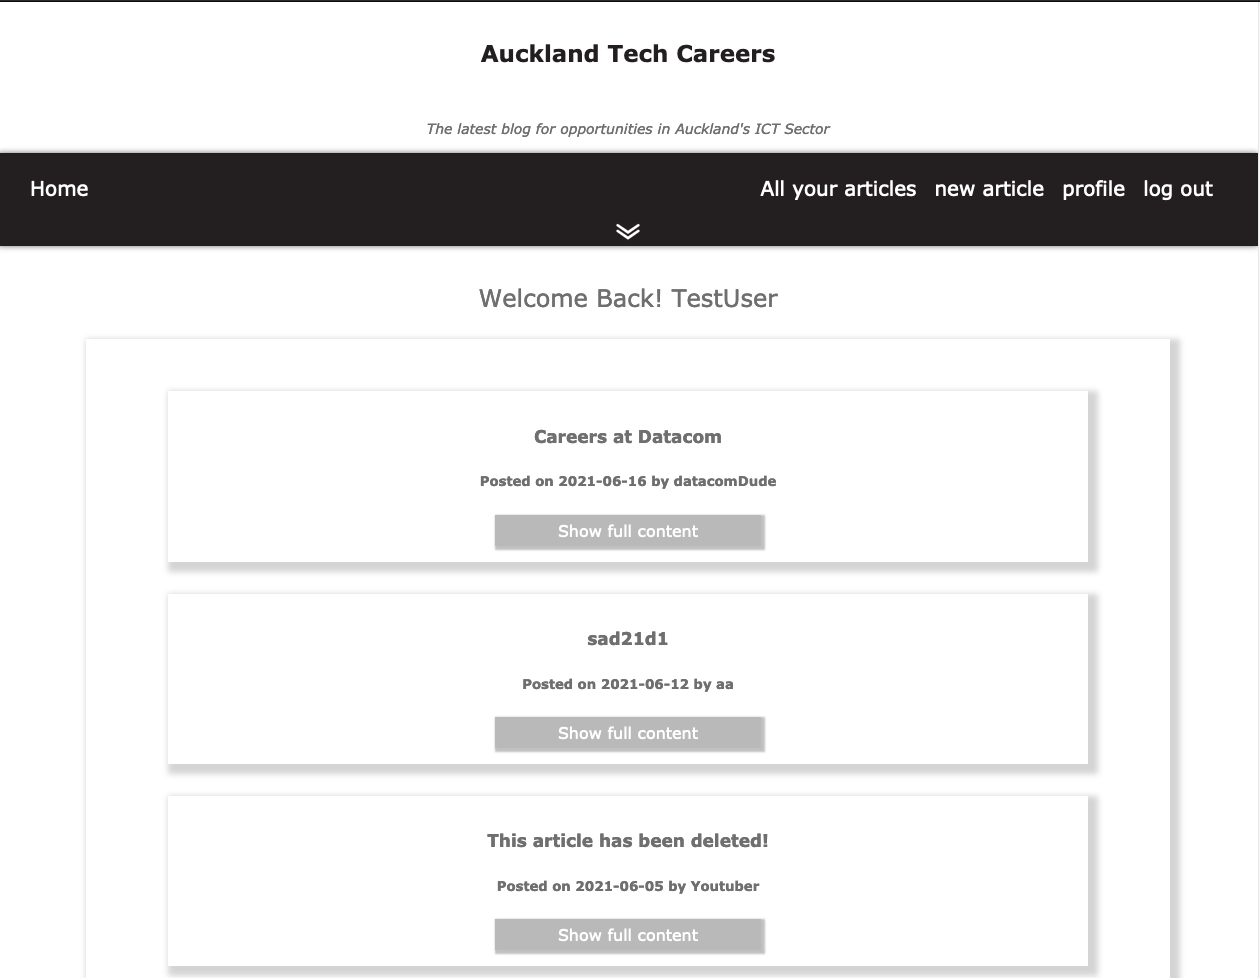 Auckland Tech Careers
The latest blog for opportunities in Auckland's ICT Sector
Home All your articles new article profile log out
Welcome Back! TestUser
Careers at Datacom
Posted on 2021-06-16 by datacomDude
Show full content
sad21d1
Posted on 2021-06-12 by aa
Show full content
This article has been deleted!
Posted on 2021-06-05 by Youtuber
Show full content